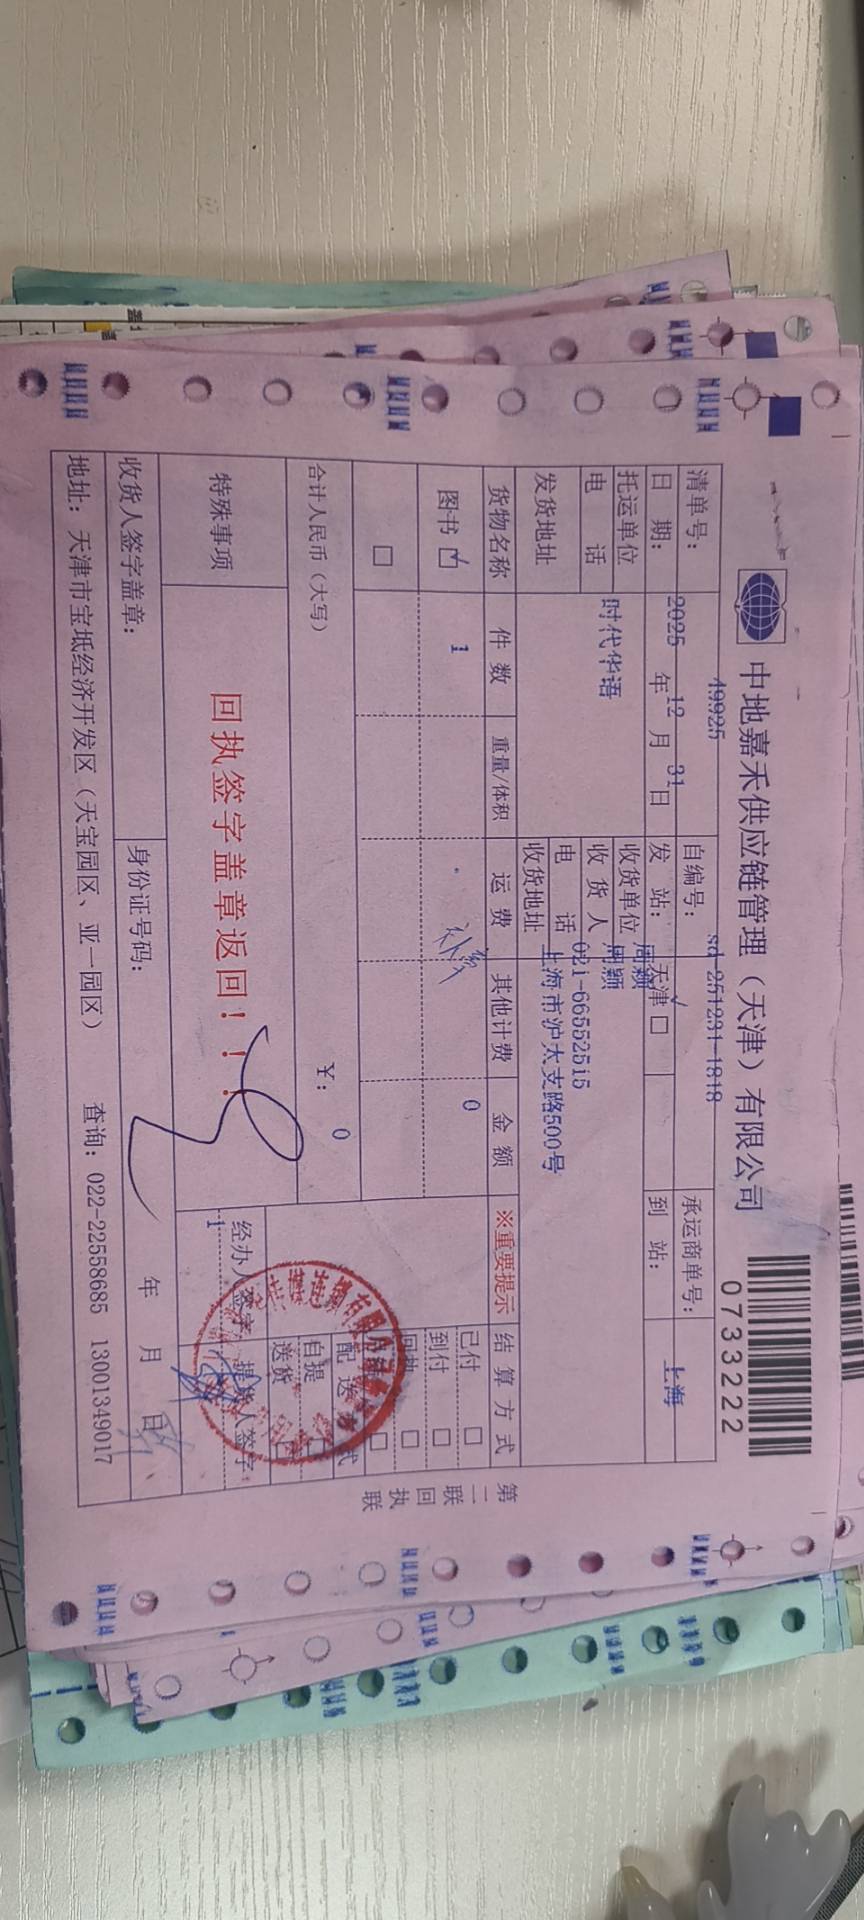 中地嘉禾供应链管理（天津）有限公司
0733222
清单号： 49925 自编号： sd-251231-1818 承运商单号：
日 期： 2025 年 12 月 31 日 发 站： 天津 √ □ 到 站： 上海
托运单位 时代华语 收货单位 周颖
电 话 收 货 人 周颖
发货地址 电 话 021-66552515
收货地址 上海市沪太支路500号
货物名称 件 数 重量/体积 运 费 其他计费 金 额 ※重要提示 结 算 方 式
图书 ☑ 1 0 已付 □
□ 到付 □
回执 □
□
合计人民币（大写） ￥： 0 配 送 方 式
自提 □
送货 □
特殊事项 回执签字盖章返回！！！ 经办人签字 提货人签字
1
收货人签字盖章： 身份证号码： 年 月 日
地址：天津市宝坻经济开发区（天宝园区、亚一园区） 查询：022-22558685 13001349017
第二联回执联